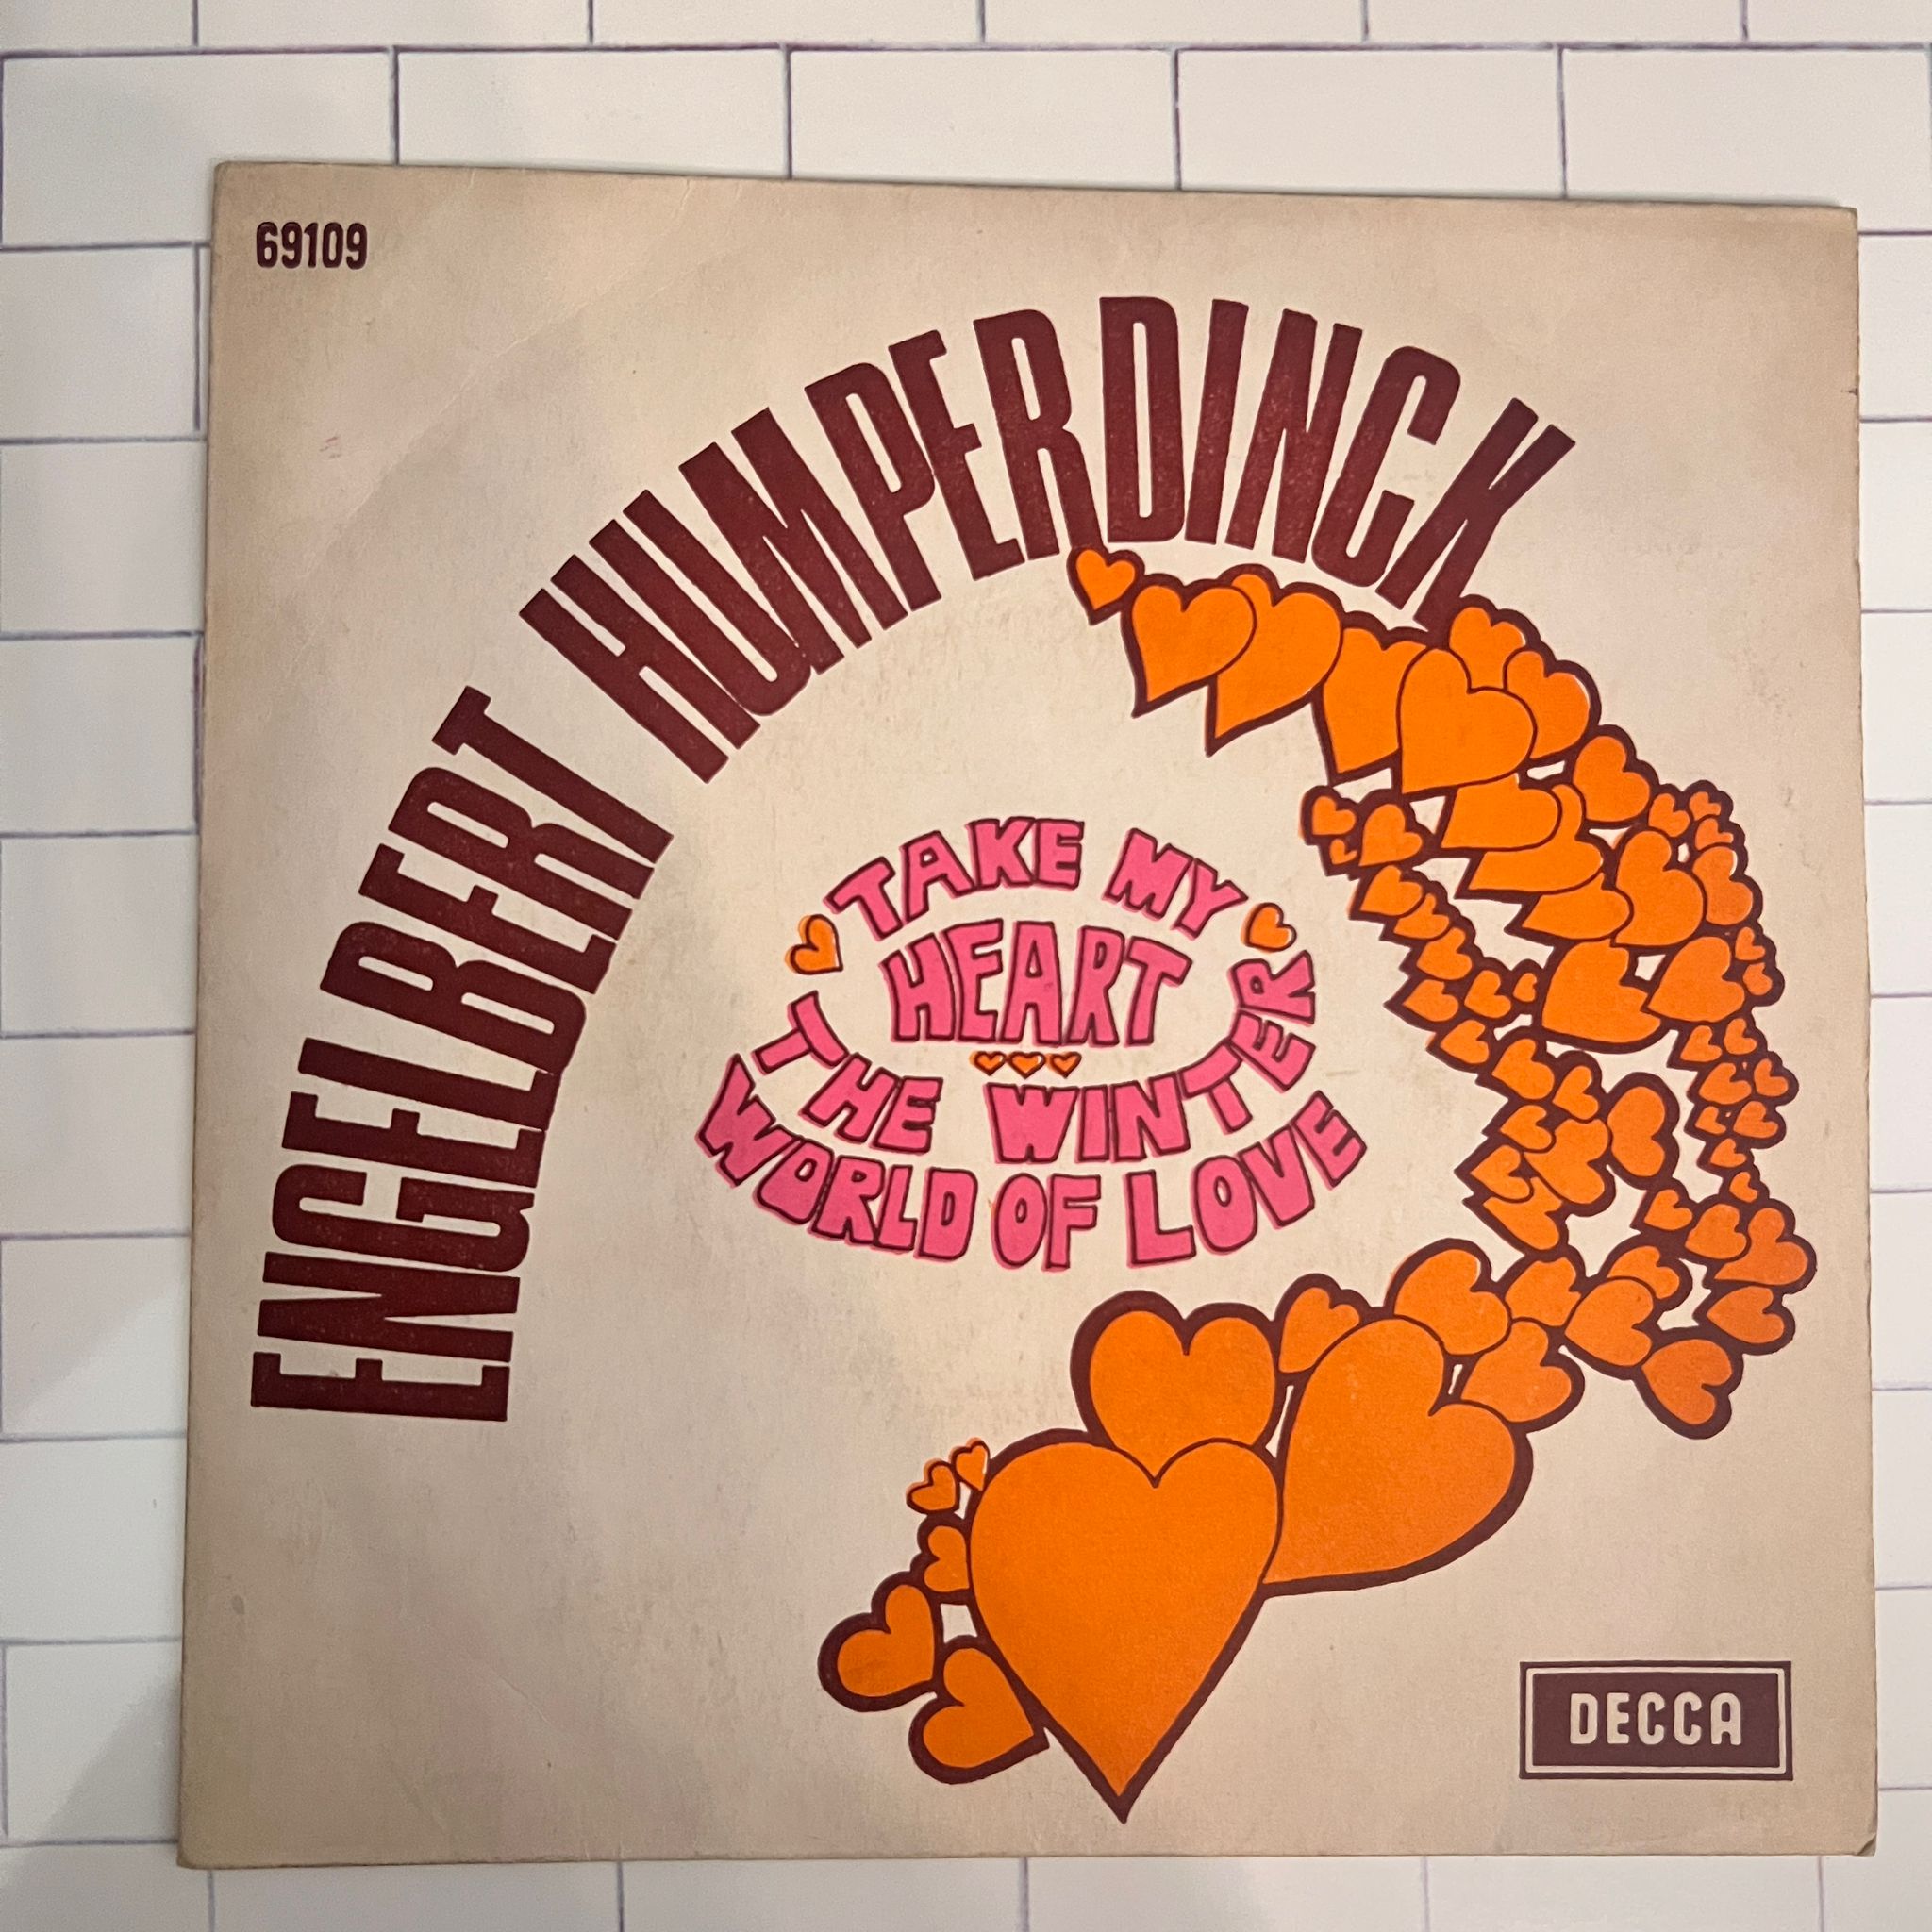 69109
ENGELBERT HUMPERDINCK
TAKE MY
HEART
THE WINTER
WORLD OF LOVE
DECCA